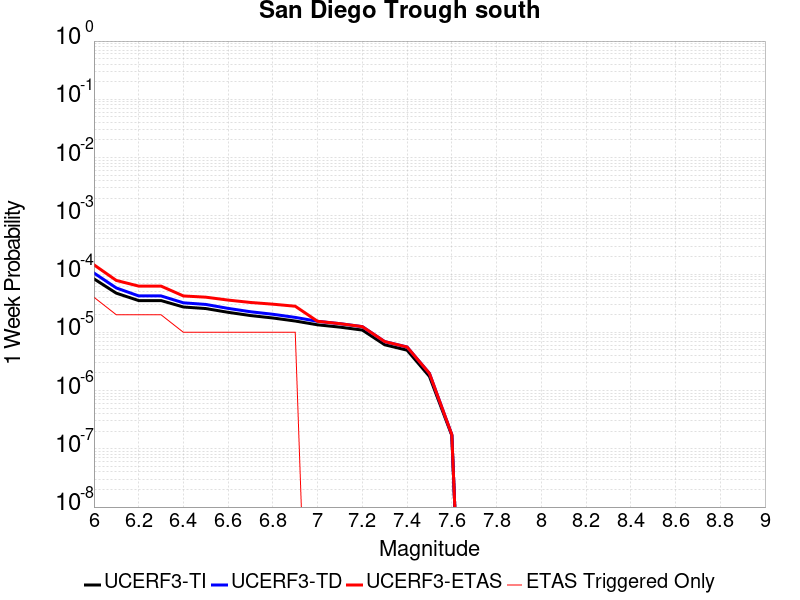 San Diego Trough south
10^0
10^-1
10^-2
10^-3
10^-4
10^-5
10^-6
10^-7
10^-8
1 Week Probability
6 6.2 6.4 6.6 6.8 7 7.2 7.4 7.6 7.8 8 8.2 8.4 8.6 8.8 9
Magnitude
UCERF3-TI UCERF3-TD UCERF3-ETAS ETAS Triggered Only